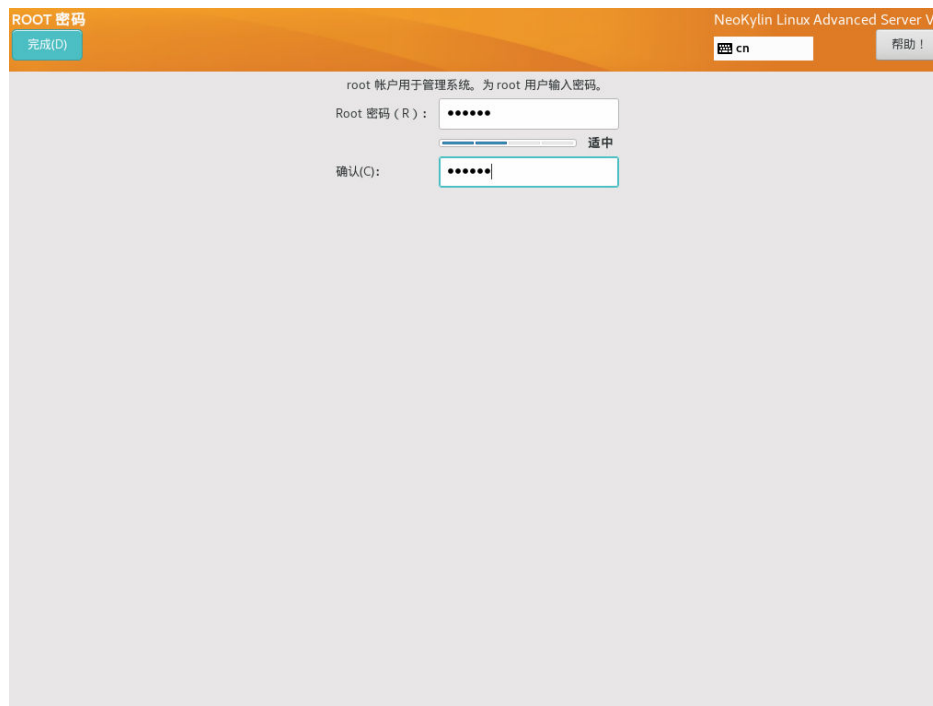 ROOT 密码
NeoKylin Linux Advanced Server V
完成(D)
cn
帮助！
root 帐户用于管理系统。为 root 用户输入密码。
Root 密码（R）：
••••••
适中
确认(C):
••••••